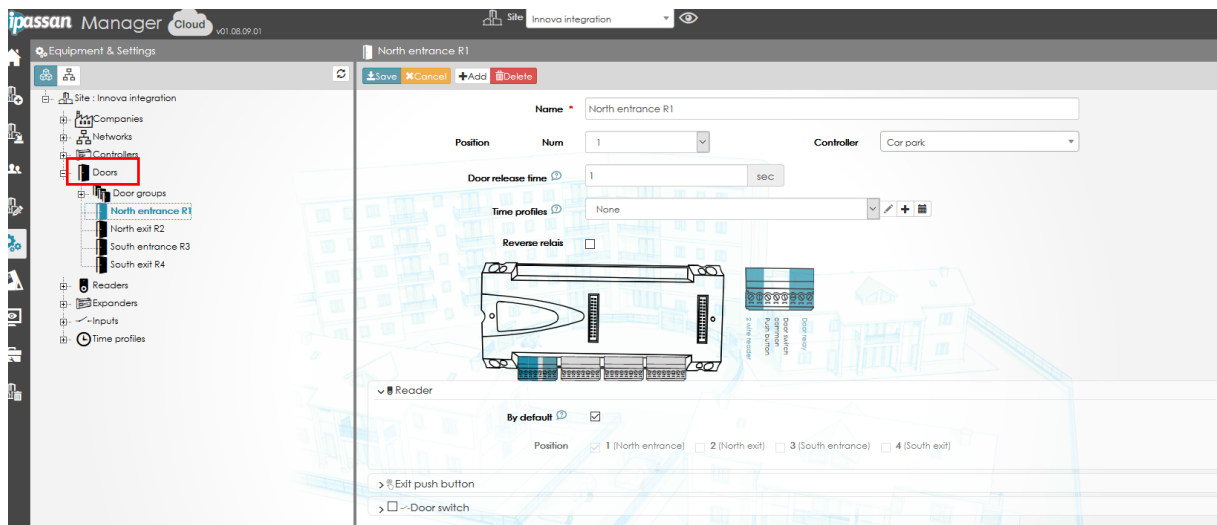 ipassan Manager Cloud v01.08.09.01
Site Innova integration
Equipment & Settings
Site : Innova integration
Companies
Networks
Controllers
Doors
Door groups
North entrance R1
North exit R2
South entrance R3
South exit R4
Readers
Expanders
Inputs
Time profiles
North entrance R1
Save Cancel Add Delete
Name * North entrance R1
Position Num 1 Controller Car park
Door release time 1 sec
Time profiles None
Reverse relais
2 wire reader
Push button
common
Door switch
Door relay
Reader
By default
Position 1 (North entrance) 2 (North exit) 3 (South entrance) 4 (South exit)
Exit push button
Door switch